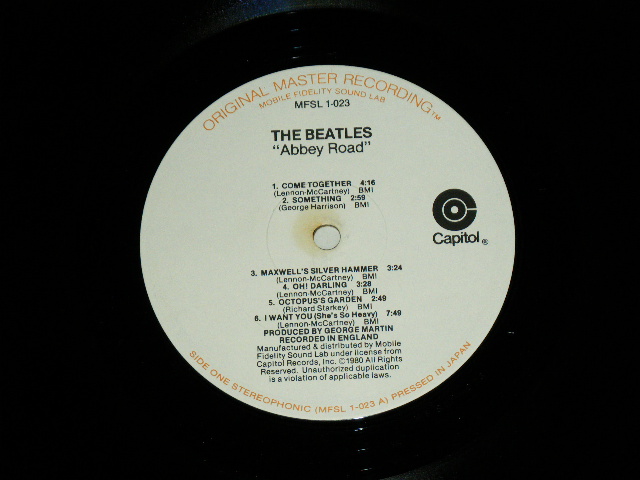 ORIGINAL MASTER RECORDING™
MOBILE FIDELITY SOUND LAB
MFSL 1-023
THE BEATLES
"Abbey Road"
1. COME TOGETHER 4:16
(Lennon-McCartney) BMI
2. SOMETHING 2:59
(George Harrison) BMI
Capitol®
3. MAXWELL'S SILVER HAMMER 3:24
(Lennon-McCartney) BMI
4. OH! DARLING 3:28
(Lennon-McCartney) BMI
5. OCTOPUS'S GARDEN 2:49
(Richard Starkey) BMI
6. I WANT YOU (She's So Heavy) 7:49
(Lennon-McCartney) BMI
PRODUCED BY GEORGE MARTIN
RECORDED IN ENGLAND
Manufactured & distributed by Mobile
Fidelity Sound Lab under license from
Capitol Records, Inc. ©1980 All Rights
Reserved. Unauthorized duplication
is a violation of applicable laws.
SIDE ONE STEREOPHONIC (MFSL 1-023 A) PRESSED IN JAPAN